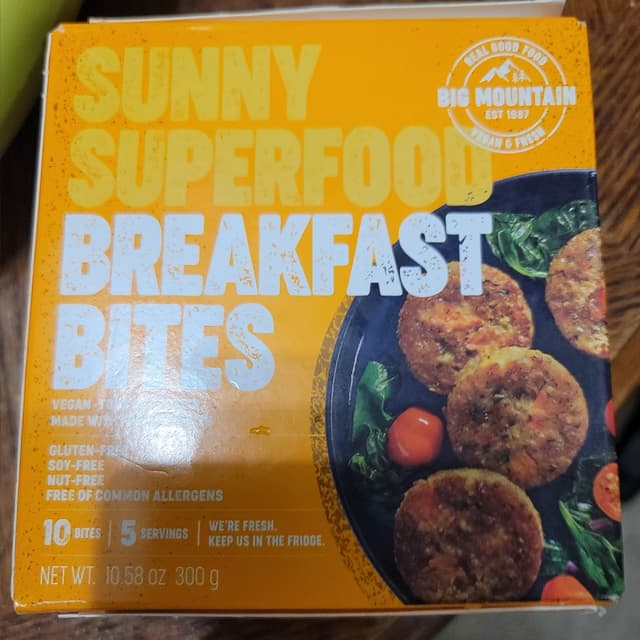 SUNNY
SUPERFOOD
BREAKFAST
BITES
REAL GOOD FOOD
BIG MOUNTAIN
EST 1987
VEGAN & FRESH
VEGAN
MADE
GLUTEN-FREE
SOY-FREE
NUT-FREE
FREE OF COMMON ALLERGENS
10 BITES | 5 SERVINGS | WE'RE FRESH.
KEEP US IN THE FRIDGE.
NET WT. 10.58 oz 300 g